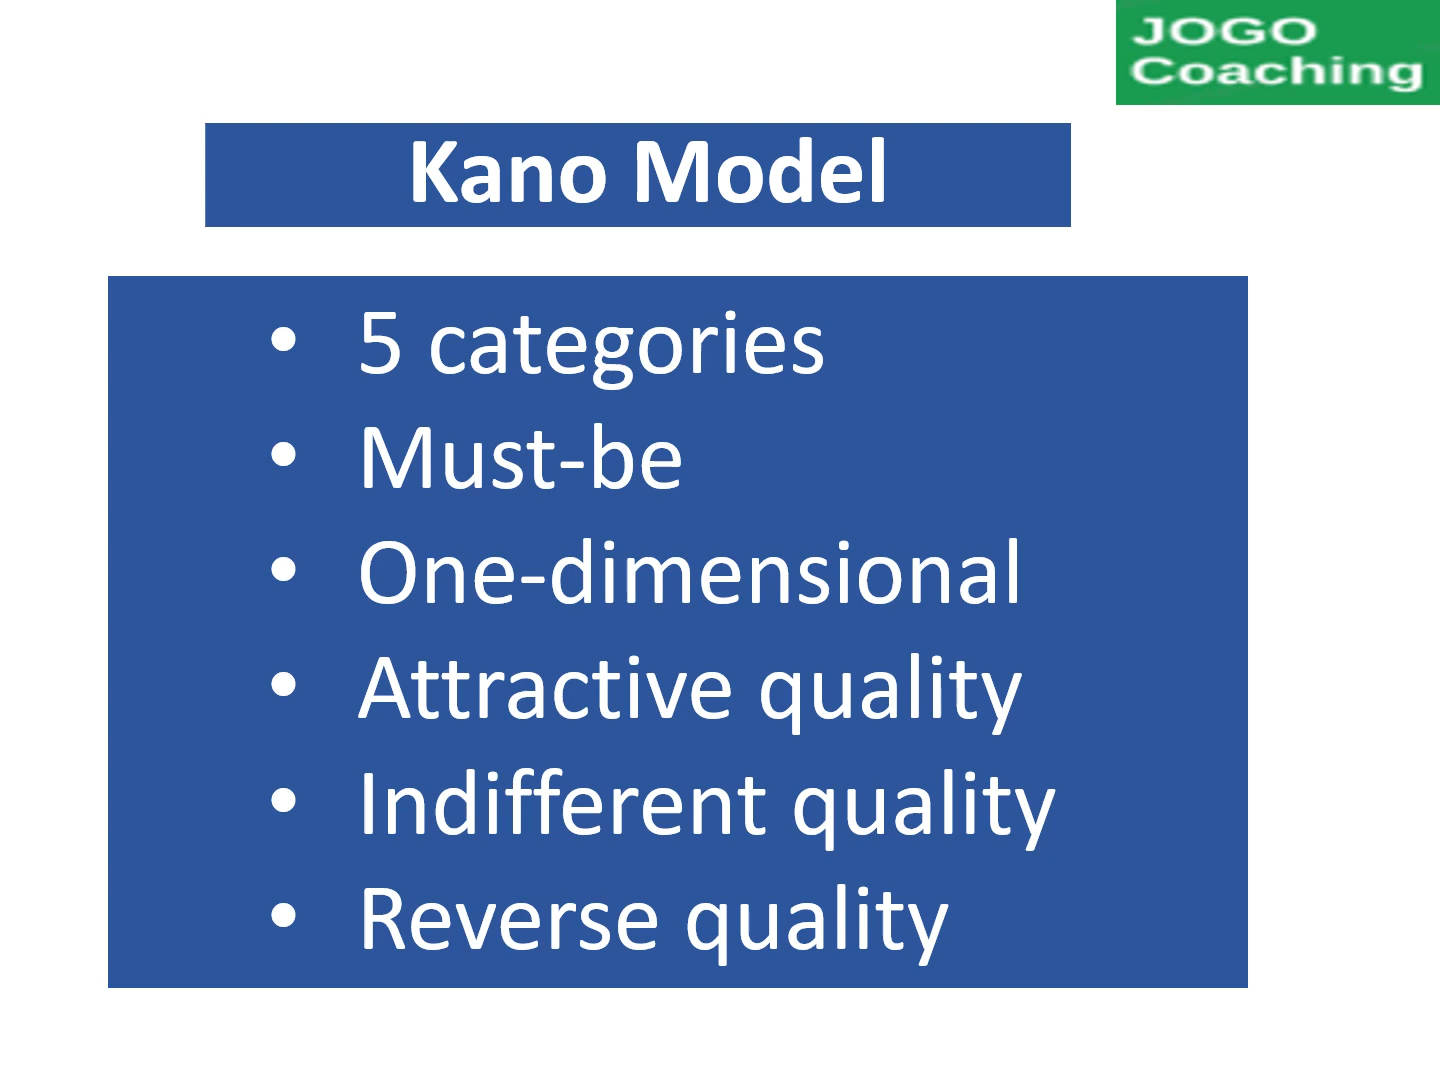 JOGO
Coaching
Kano Model
• 5 categories
• Must-be
• One-dimensional
• Attractive quality
• Indifferent quality
• Reverse quality